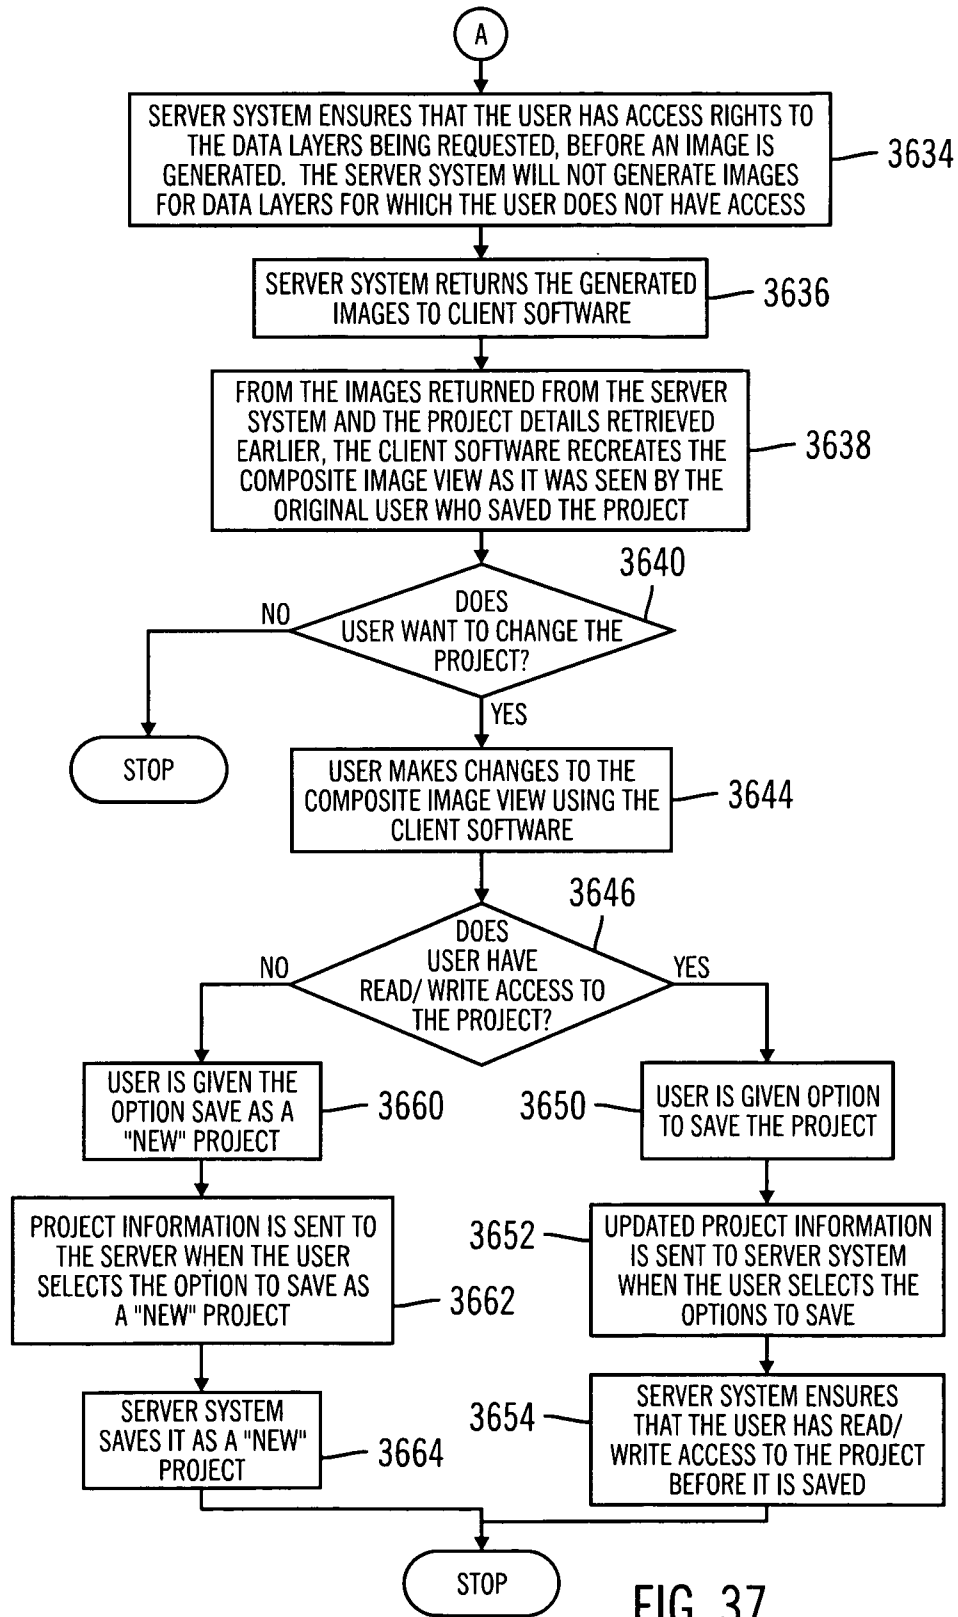 A
SERVER SYSTEM ENSURES THAT THE USER HAS ACCESS RIGHTS TO
THE DATA LAYERS BEING REQUESTED, BEFORE AN IMAGE IS
GENERATED. THE SERVER SYSTEM WILL NOT GENERATE IMAGES
FOR DATA LAYERS FOR WHICH THE USER DOES NOT HAVE ACCESS
3634
SERVER SYSTEM RETURNS THE GENERATED
IMAGES TO CLIENT SOFTWARE
3636
FROM THE IMAGES RETURNED FROM THE SERVER
SYSTEM AND THE PROJECT DETAILS RETRIEVED
EARLIER, THE CLIENT SOFTWARE RECREATES THE
COMPOSITE IMAGE VIEW AS IT WAS SEEN BY THE
ORIGINAL USER WHO SAVED THE PROJECT
3638
3640
DOES
USER WANT TO CHANGE THE
PROJECT?
NO
YES
STOP
USER MAKES CHANGES TO THE
COMPOSITE IMAGE VIEW USING THE
CLIENT SOFTWARE
3644
3646
DOES
USER HAVE
READ/ WRITE ACCESS TO
THE PROJECT?
NO
YES
USER IS GIVEN THE
OPTION SAVE AS A
"NEW" PROJECT
3660
3650
USER IS GIVEN OPTION
TO SAVE THE PROJECT
PROJECT INFORMATION IS SENT TO
THE SERVER WHEN THE USER
SELECTS THE OPTION TO SAVE AS
A "NEW" PROJECT
3662
3652
UPDATED PROJECT INFORMATION
IS SENT TO SERVER SYSTEM
WHEN THE USER SELECTS THE
OPTIONS TO SAVE
SERVER SYSTEM
SAVES IT AS A "NEW"
PROJECT
3664
3654
SERVER SYSTEM ENSURES
THAT THE USER HAS READ/
WRITE ACCESS TO THE PROJECT
BEFORE IT IS SAVED
STOP
FIG. 37